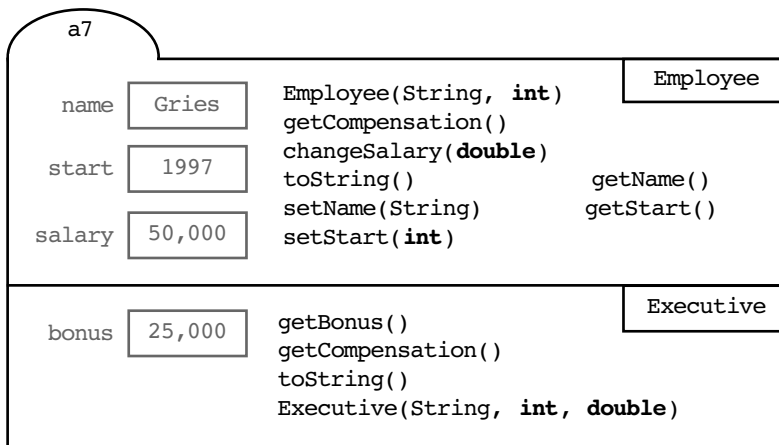 a7
Employee
name Gries Employee(String, int)
getCompensation()
changeSalary(double)
start 1997 toString() getName()
setName(String) getStart()
salary 50,000 setStart(int)
Executive
bonus 25,000 getBonus()
getCompensation()
toString()
Executive(String, int, double)